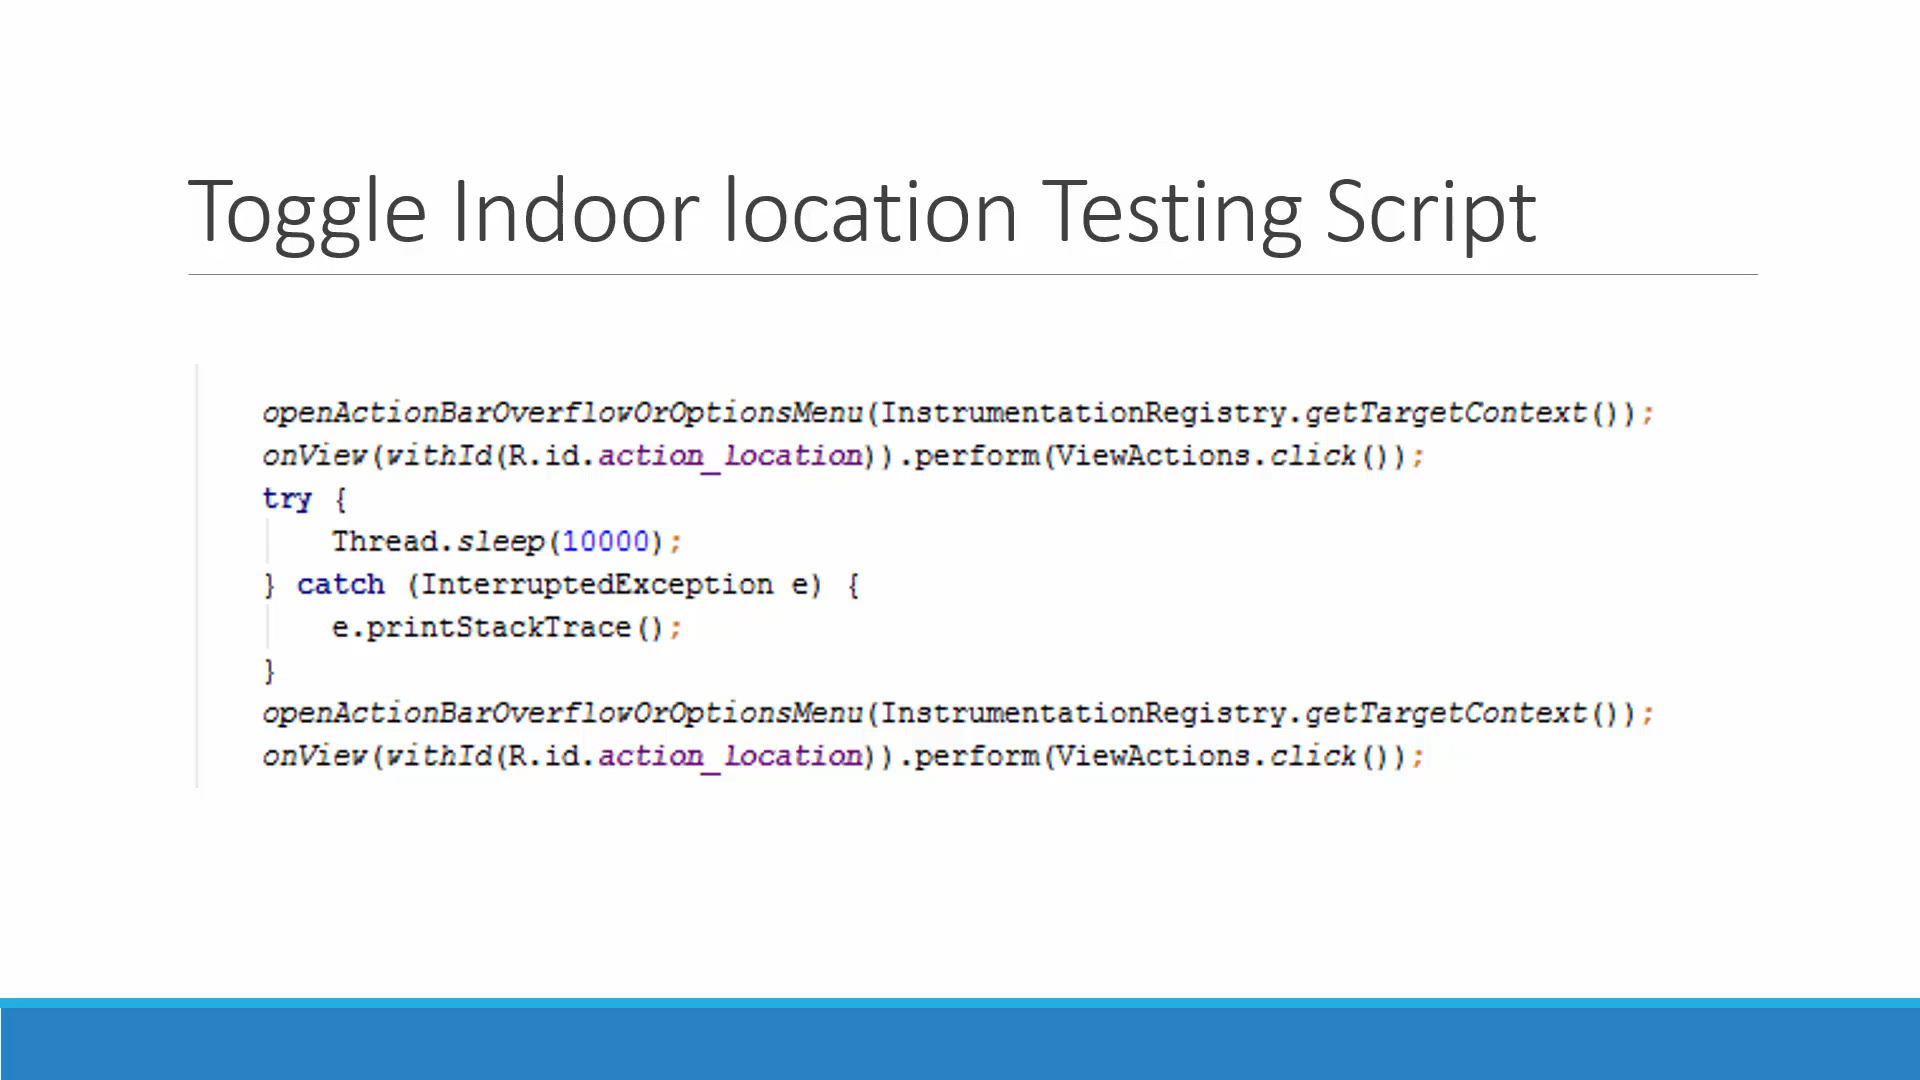 Toggle Indoor location Testing Script
openActionBarOverflowOrOptionsMenu(InstrumentationRegistry.getTargetContext());
onView(withId(R.id.action_location)).perform(ViewActions.click());
try {
Thread.sleep(10000);
} catch (InterruptedException e) {
e.printStackTrace();
}
openActionBarOverflowOrOptionsMenu(InstrumentationRegistry.getTargetContext());
onView(withId(R.id.action_location)).perform(ViewActions.click());